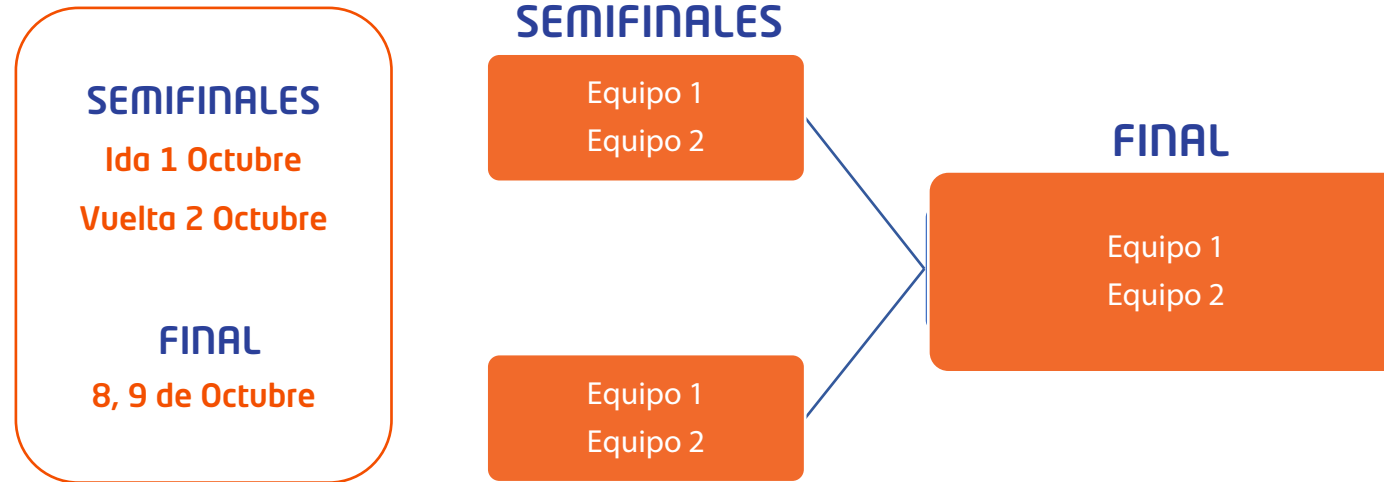 SEMIFINALES
Ida 1 Octubre
Vuelta 2 Octubre
FINAL
8, 9 de Octubre
SEMIFINALES
Equipo 1
Equipo 2
Equipo 1
Equipo 2
FINAL
Equipo 1
Equipo 2